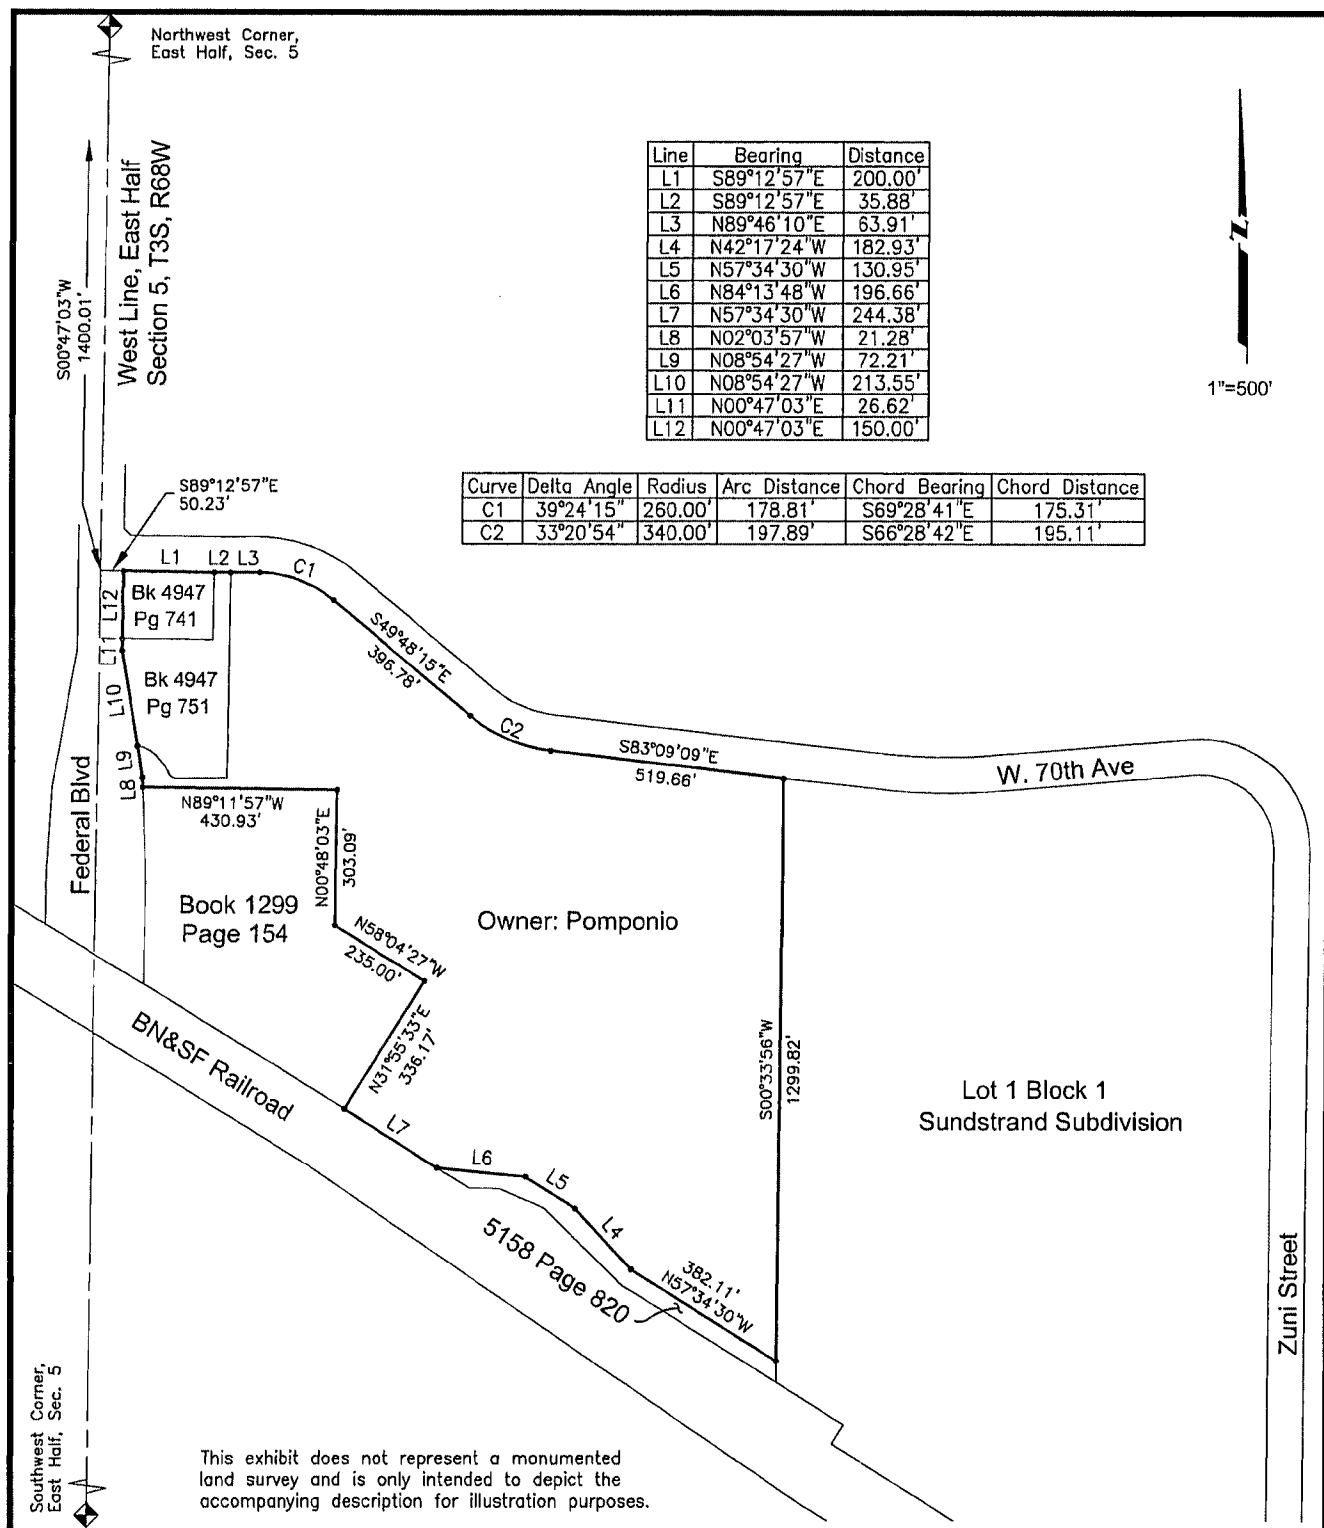 Northwest Corner,
East Half, Sec. 5
S00°47'03"W
1400.01'
West Line, East Half
Section 5, T3S, R68W
Line Bearing Distance
L1 S89°12'57"E 200.00'
L2 S89°12'57"E 35.88'
L3 N89°46'10"E 63.91'
L4 N42°17'24"W 182.93'
L5 N57°34'30"W 130.95'
L6 N84°13'48"W 196.66'
L7 N57°34'30"W 244.38'
L8 N02°03'57"W 21.28'
L9 N08°54'27"W 72.21'
L10 N08°54'27"W 213.55'
L11 N00°47'03"E 26.62'
L12 N00°47'03"E 150.00'
Z
1"=500'
Curve Delta Angle Radius Arc Distance Chord Bearing Chord Distance
C1 39°24'15" 260.00' 178.81' S69°28'41"E 175.31'
C2 33°20'54" 340.00' 197.89' S66°28'42"E 195.11'
S89°12'57"E
50.23'
L1 L2 L3
C1
L12
Bk 4947
Pg 741
L11
S49°48'15"E
396.78'
L10
Bk 4947
Pg 751
C2
S83°09'09"E
519.66'
W. 70th Ave
L9
L8
N89°11'57"W
430.93'
Federal Blvd
N00°48'03"E
303.09'
Book 1299
Page 154
Owner: Pomponio
N58°04'27"W
235.00'
N31°55'33"E
336.17'
BN&SF Railroad
S00°33'56"W
1299.82'
Lot 1 Block 1
Sundstrand Subdivision
L7
L6
L5
L4
5158 Page 820
382.11'
N57°34'30"W
Zuni Street
Southwest Corner,
East Half, Sec. 5
This exhibit does not represent a monumented
land survey and is only intended to depict the
accompanying description for illustration purposes.